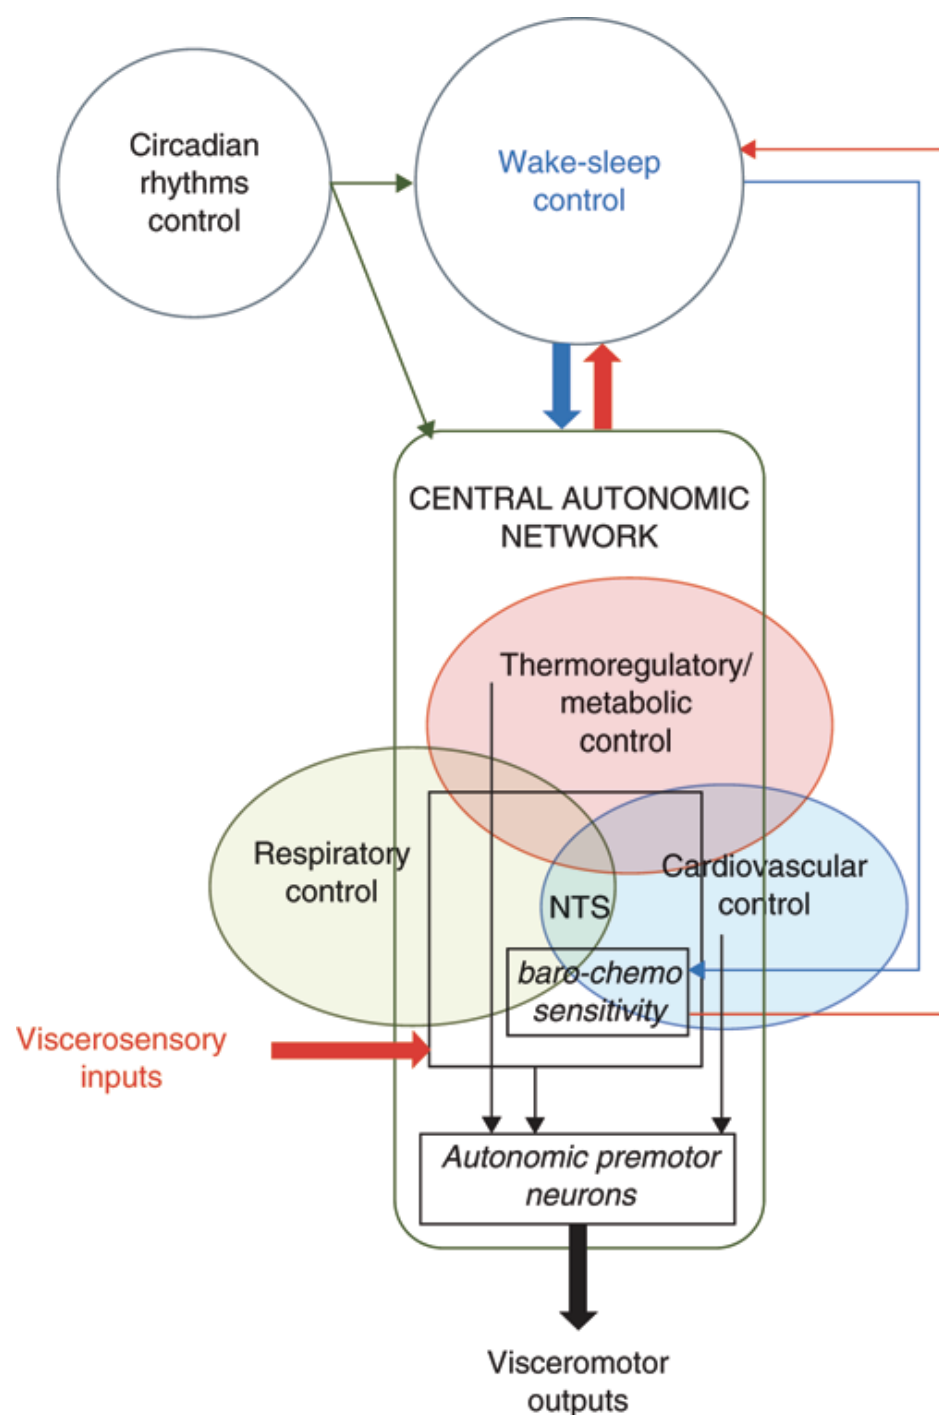 Circadian
rhythms
control
Wake-sleep
control
CENTRAL AUTONOMIC
NETWORK
Thermoregulatory/
metabolic
control
Respiratory
control
Cardiovascular
control
NTS
baro-chemo
sensitivity
Viscerosensory
inputs
Autonomic premotor
neurons
Visceromotor
outputs